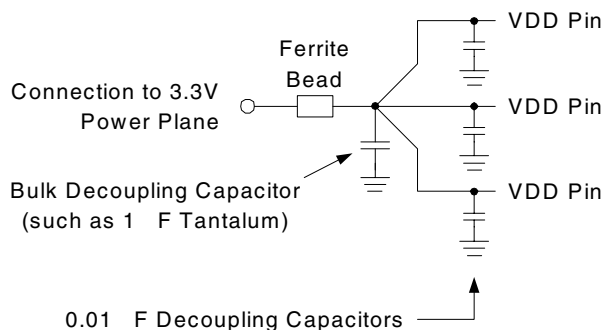 VDD Pin
Ferrite
Bead
Connection to 3.3V
Power Plane
VDD Pin
Bulk Decoupling Capacitor
(such as 1 F Tantalum)
VDD Pin
0.01 F Decoupling Capacitors